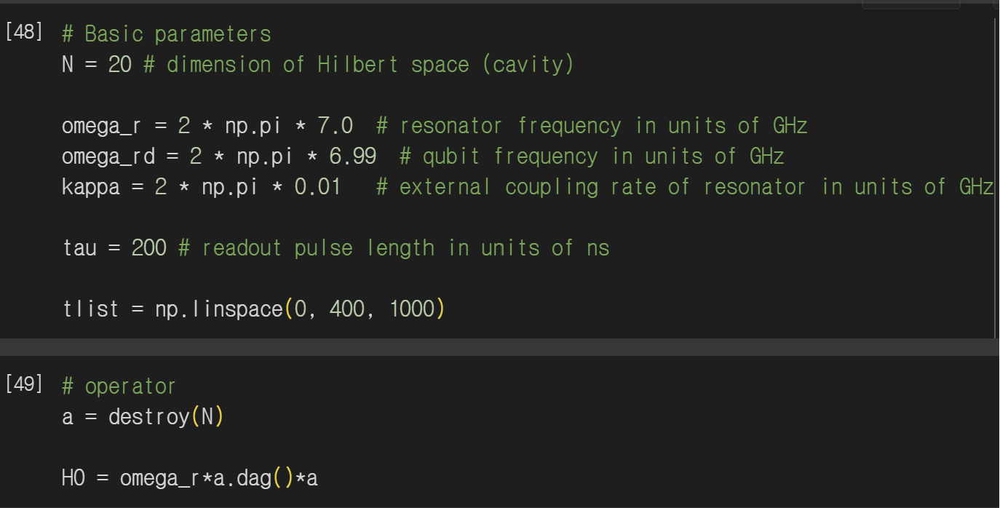 [48] # Basic parameters
N = 20 # dimension of Hilbert space (cavity)
omega_r = 2 * np.pi * 7.0  # resonator frequency in units of GHz
omega_rd = 2 * np.pi * 6.99  # qubit frequency in units of GHz
kappa = 2 * np.pi * 0.01   # external coupling rate of resonator in units of GHz
tau = 200 # readout pulse length in units of ns
tlist = np.linspace(0, 400, 1000)
[49] # operator
a = destroy(N)
H0 = omega_r*a.dag()*a